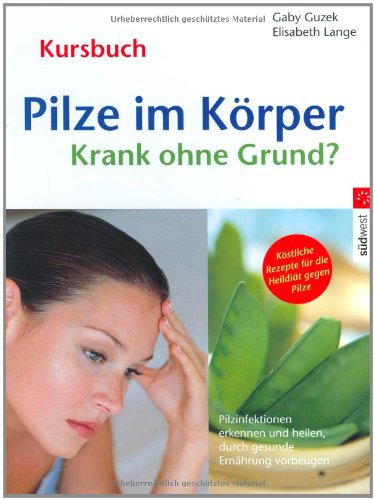 Urheberrechtlich geschütztes Material
Gaby Guzek
Elisabeth Lange
Kursbuch
Pilze im Körper
Krank ohne Grund?
südwest
Köstliche
Rezepte für die
Heildiät gegen
Pilze
Pilzinfektionen
erkennen und heilen,
durch gesunde
Ernährung vorbeugen
Urheberrechtlich geschütztes Material